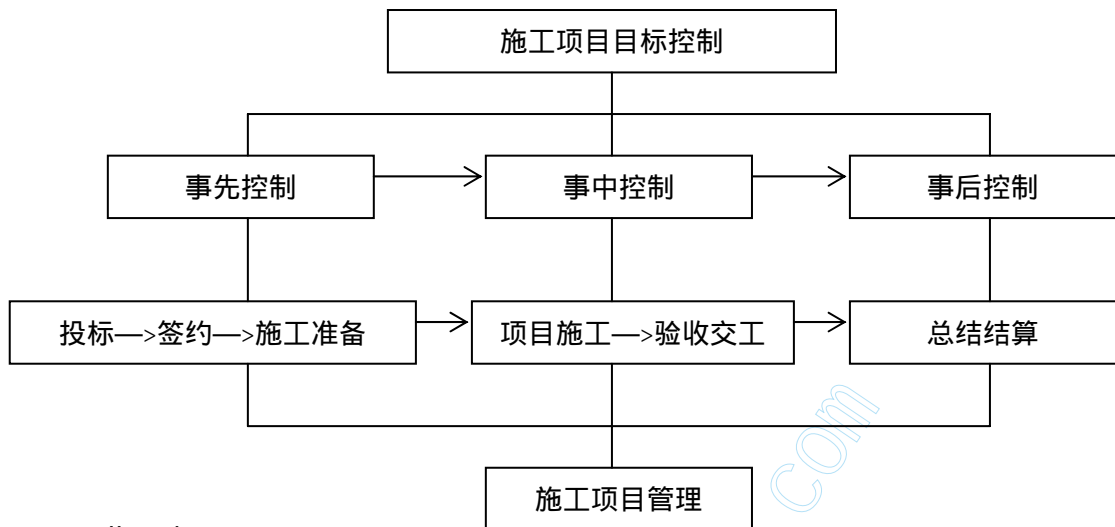 施工项目目标控制
事先控制
事中控制
事后控制
投标—>签约—>施工准备
项目施工—>验收交工
总结结算
施工项目管理
com